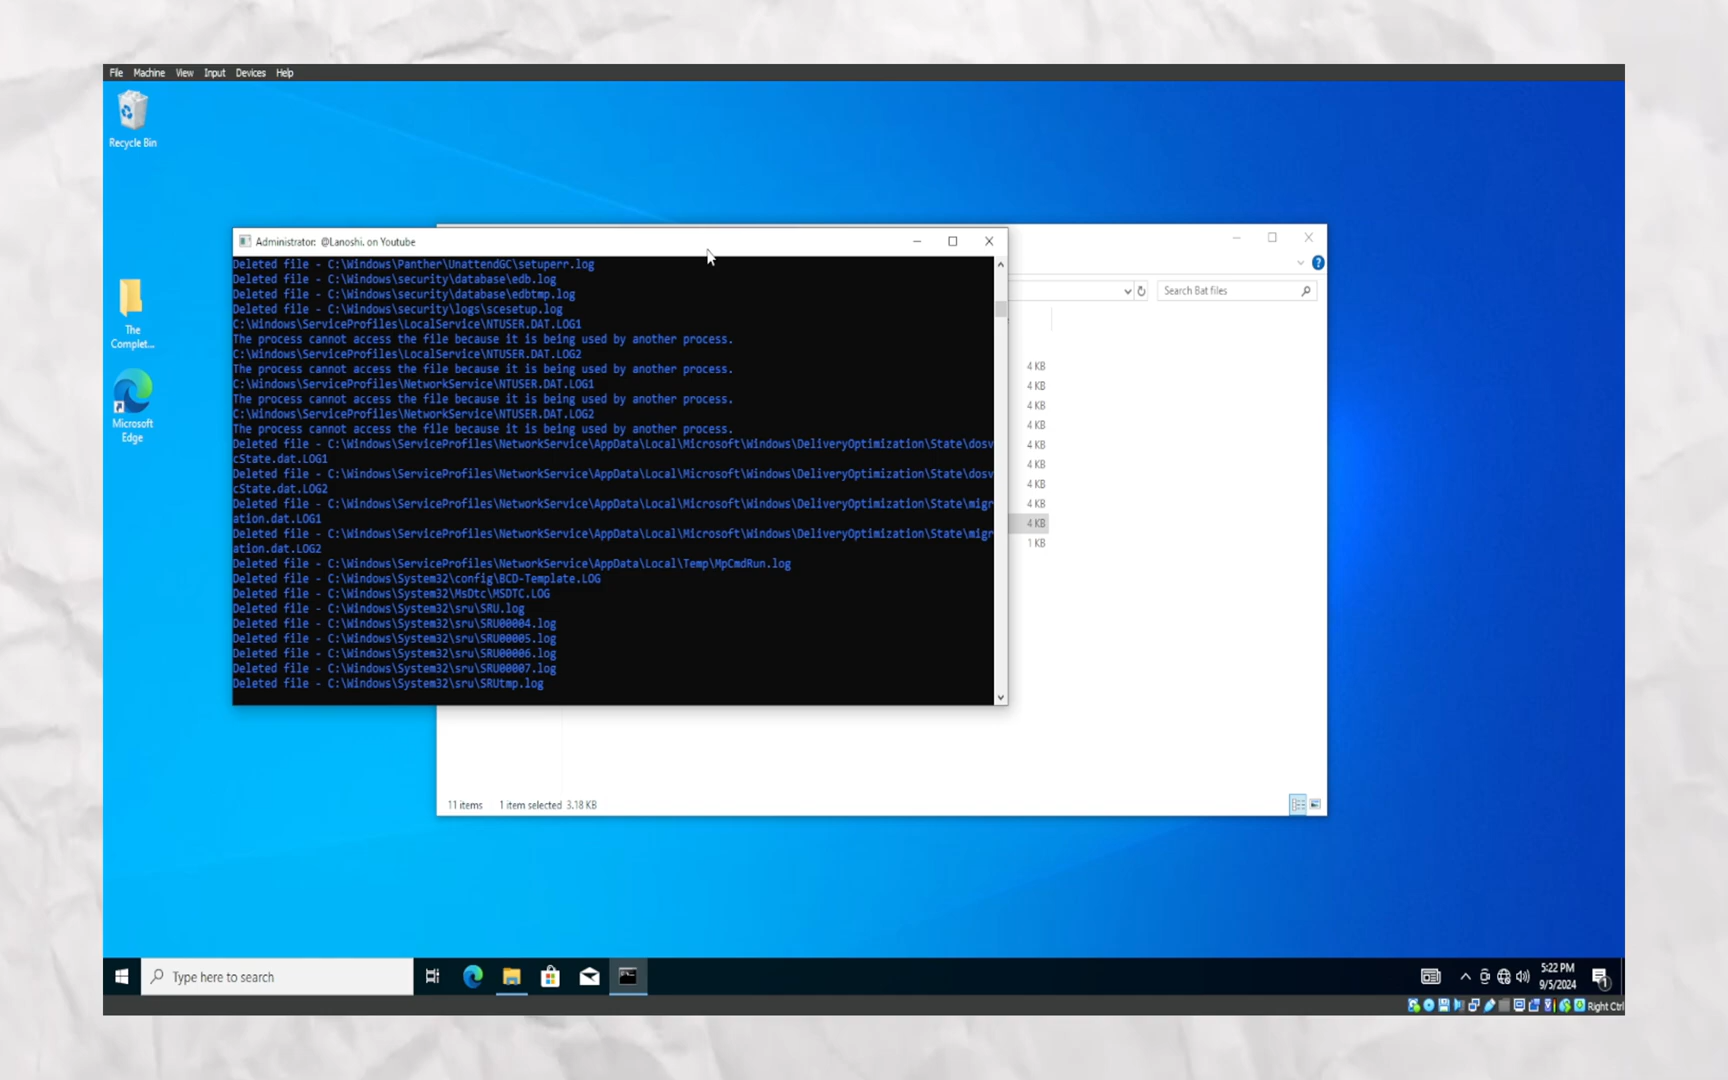 File Machine View Input Devices Help
Recycle Bin
The
Complet...
Microsoft
Edge
Administrator: @Lanoshi. on Youtube
Deleted file - C:\Windows\Panther\UnattendGC\setuperr.log
Deleted file - C:\Windows\security\database\edb.log
Deleted file - C:\Windows\security\database\edbtmp.log
Deleted file - C:\Windows\security\logs\scesetup.log
C:\Windows\ServiceProfiles\LocalService\NTUSER.DAT.LOG1
The process cannot access the file because it is being used by another process.
C:\Windows\ServiceProfiles\LocalService\NTUSER.DAT.LOG2
The process cannot access the file because it is being used by another process.
C:\Windows\ServiceProfiles\NetworkService\NTUSER.DAT.LOG1
The process cannot access the file because it is being used by another process.
C:\Windows\ServiceProfiles\NetworkService\NTUSER.DAT.LOG2
The process cannot access the file because it is being used by another process.
Deleted file - C:\Windows\ServiceProfiles\NetworkService\AppData\Local\Microsoft\Windows\DeliveryOptimization\State\dosv
cState.dat.LOG1
Deleted file - C:\Windows\ServiceProfiles\NetworkService\AppData\Local\Microsoft\Windows\DeliveryOptimization\State\dosv
cState.dat.LOG2
Deleted file - C:\Windows\ServiceProfiles\NetworkService\AppData\Local\Microsoft\Windows\DeliveryOptimization\State\migr
ation.dat.LOG1
Deleted file - C:\Windows\ServiceProfiles\NetworkService\AppData\Local\Microsoft\Windows\DeliveryOptimization\State\migr
ation.dat.LOG2
Deleted file - C:\Windows\ServiceProfiles\NetworkService\AppData\Local\Temp\MpCmdRun.log
Deleted file - C:\Windows\System32\config\BCD-Template.LOG
Deleted file - C:\Windows\System32\MsDtc\MSDTC.LOG
Deleted file - C:\Windows\System32\sru\SRU.log
Deleted file - C:\Windows\System32\sru\SRU00004.log
Deleted file - C:\Windows\System32\sru\SRU00005.log
Deleted file - C:\Windows\System32\sru\SRU00006.log
Deleted file - C:\Windows\System32\sru\SRU00007.log
Deleted file - C:\Windows\System32\sru\SRUtmp.log
Search Bat files
4 KB
4 KB
4 KB
4 KB
4 KB
4 KB
4 KB
4 KB
4 KB
1 KB
11 items 1 item selected 3.18 KB
Type here to search
5:22 PM
9/5/2024
1
Right Ctrl